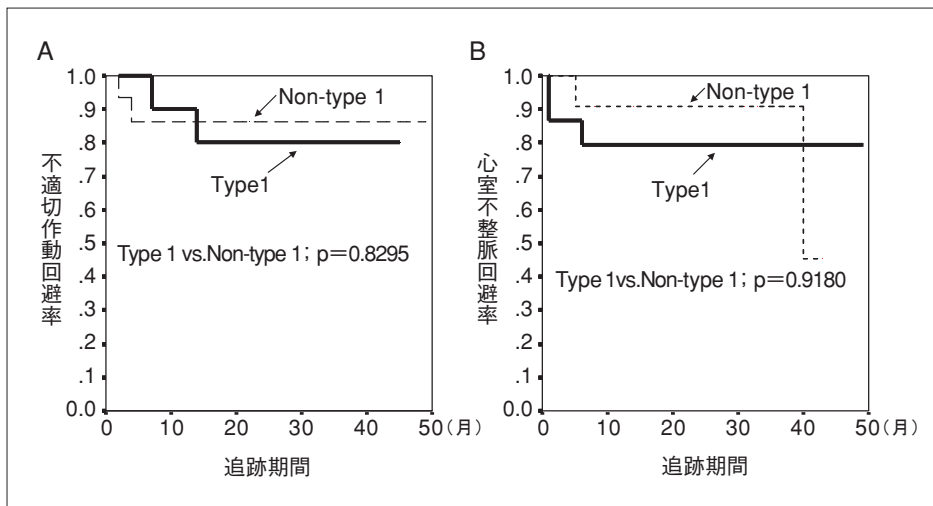 A
1.0
.9
.8
.7
.6
.5
.4
.3
.2
.1
0.0
不適切作動回避率
Non-type 1
Type1
Type 1 vs.Non-type 1; p=0.8295
0 10 20 30 40 50(月)
追跡期間
B
1.0
.9
.8
.7
.6
.5
.4
.3
.2
.1
0.0
心室不整脈回避率
Non-type 1
Type1
Type 1vs.Non-type 1; p=0.9180
0 10 20 30 40 50(月)
追跡期間